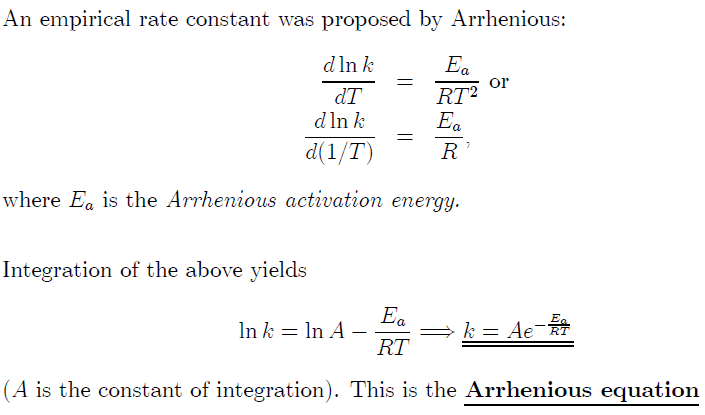 An empirical rate constant was proposed by Arrhenious:
d ln k / dT = E_a / RT² or
d ln k / d(1/T) = E_a / R ,
where E_a is the Arrhenious activation energy.
Integration of the above yields
ln k = ln A − E_a / RT ⟹ k = Ae^{−E_a / RT}
(A is the constant of integration). This is the Arrhenious equation